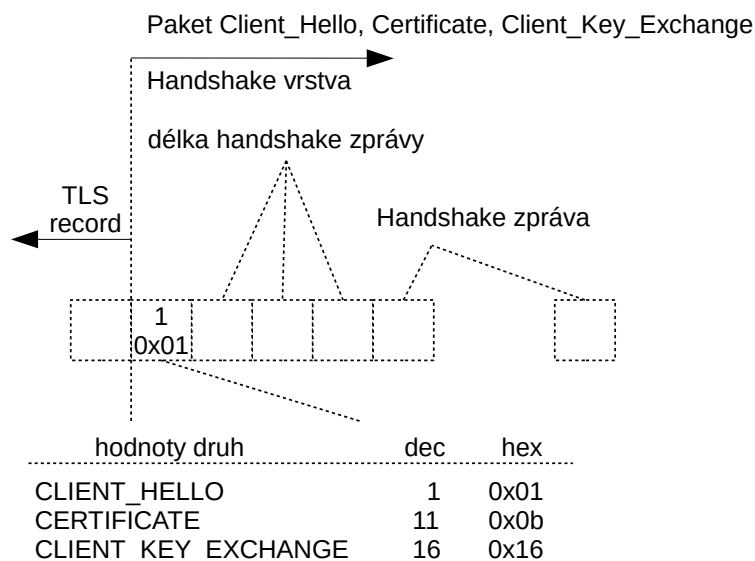 Paket Client_Hello, Certificate, Client_Key_Exchange
Handshake vrstva
délka handshake zprávy
TLS
record
Handshake zpráva
1
0x01
hodnoty druh dec hex
CLIENT_HELLO 1 0x01
CERTIFICATE 11 0x0b
CLIENT_KEY_EXCHANGE 16 0x16